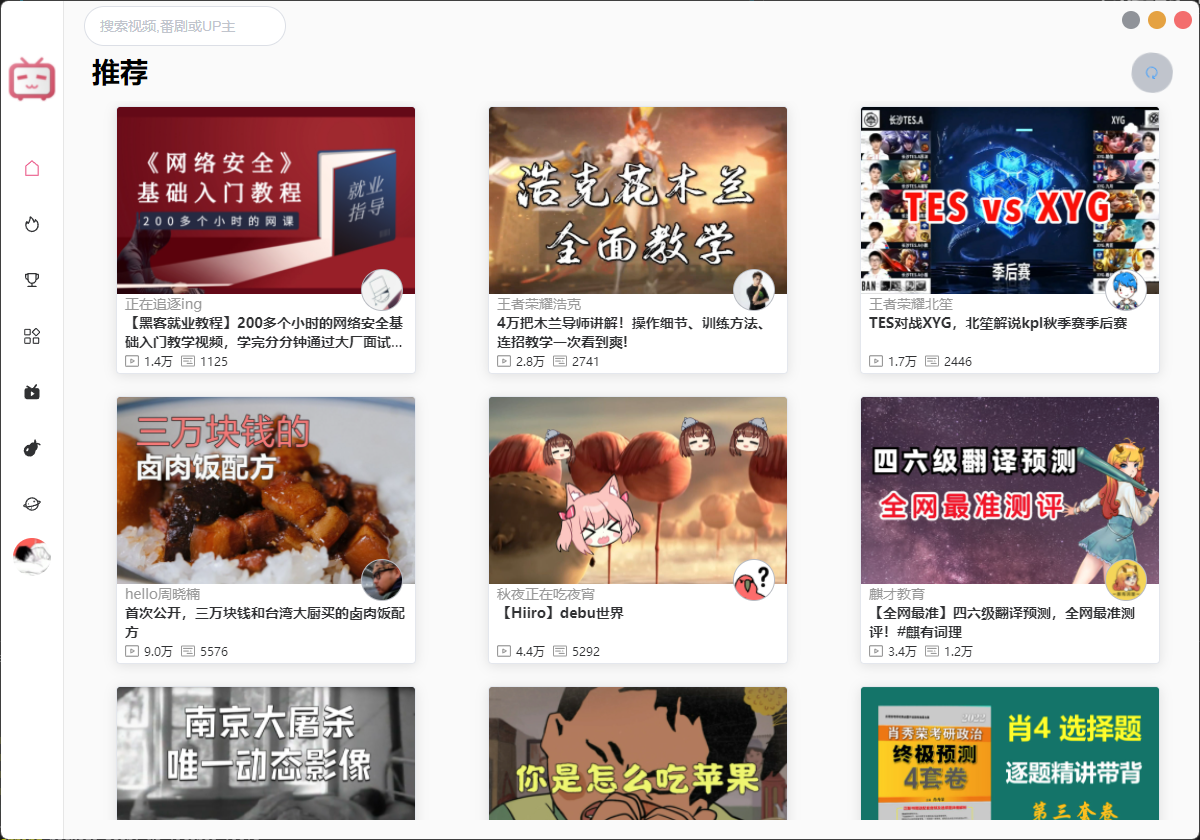 搜索视频,番剧或UP主
推荐
《网络安全》
基础入门教程
200多个小时的网课
就业
指导
正在追逐ing
【黑客就业教程】200多个小时的网络安全基
础入门教学视频，学完分分钟通过大厂面试...
1.4万 1125
浩克花木兰
全面教学
王者荣耀浩克
4万把木兰导师讲解！操作细节、训练方法、
连招教学一次看到爽！
2.8万 2741
长沙TES.A
XYG
TES vs XYG
季后赛
BAN
王者荣耀北笙
TES对战XYG，北笙解说kpl秋季赛季后赛
1.7万 2446
三万块钱的
卤肉饭配方
hello周晓楠
首次公开，三万块钱和台湾大厨买的卤肉饭配
方
9.0万 5576
?
秋夜正在吃夜宵
【Hiiro】debu世界
4.4万 5292
四六级翻译预测
全网最准测评
麒才教育
【全网最准】四六级翻译预测，全网最准测
评！#麒有词理
3.4万 1.2万
南京大屠杀
唯一动态影像
你是怎么吃苹果
2022
肖秀荣考研政治
终极预测
4套卷
肖4 选择题
逐题精讲带背
第三套卷